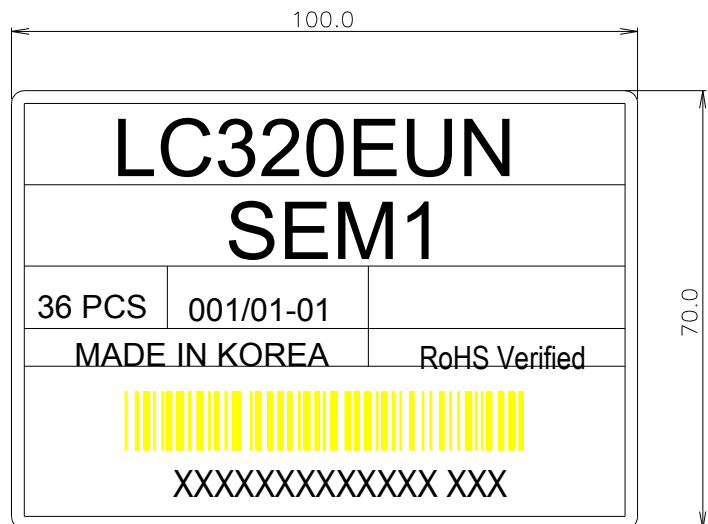 100.0
LC320EUN
SEM1
70.0
36 PCS 001/01-01
MADE IN KOREA RoHS Verified
XXXXXXXXXXXXX XXX